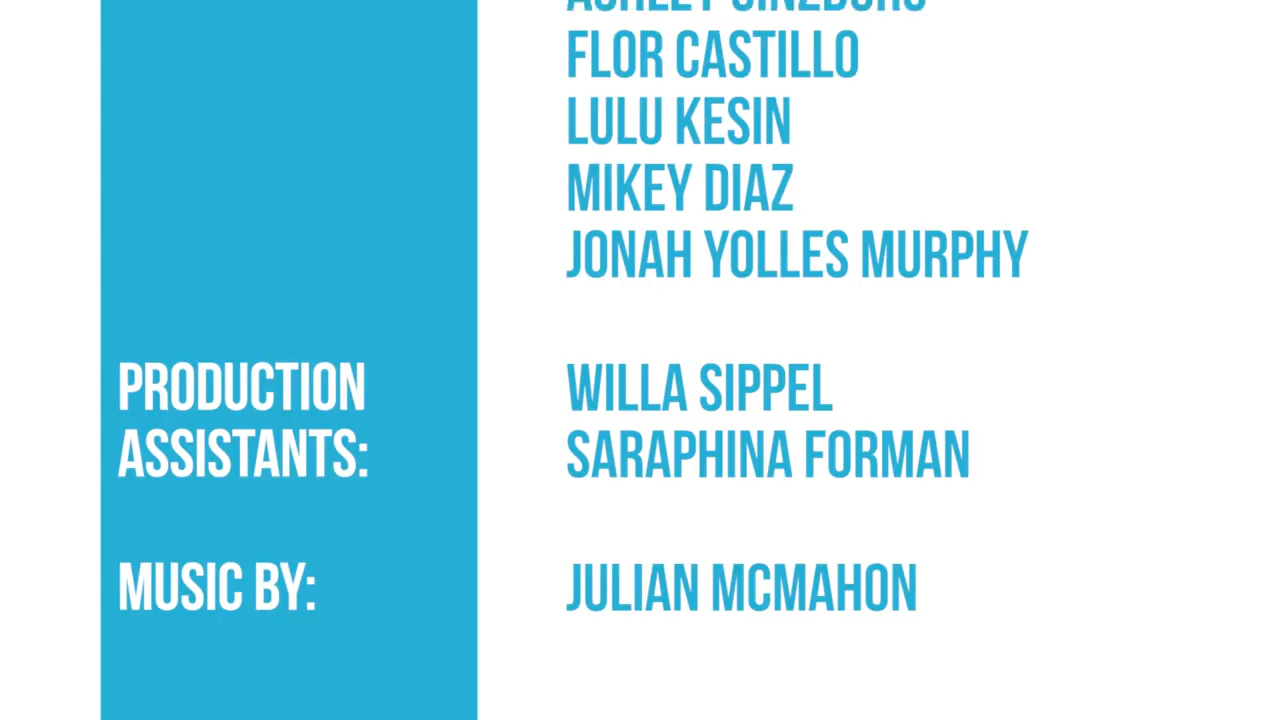 FLOR CASTILLO
LULU KESIN
MIKEY DIAZ
JONAH YOLLES MURPHY
PRODUCTION ASSISTANTS:
WILLA SIPPEL
SARAPHINA FORMAN
MUSIC BY:
JULIAN MCMAHON